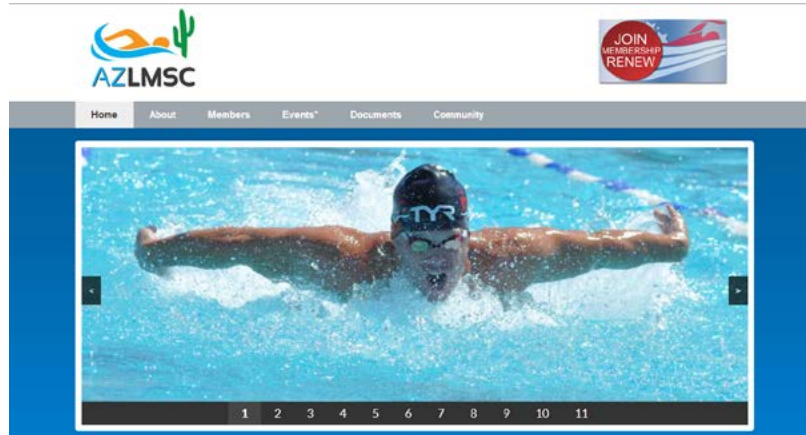 AZLMSC
JOIN
MEMBERSHIP
RENEW
Home About Members Events* Documents Community
TYR
< >
1 2 3 4 5 6 7 8 9 10 11